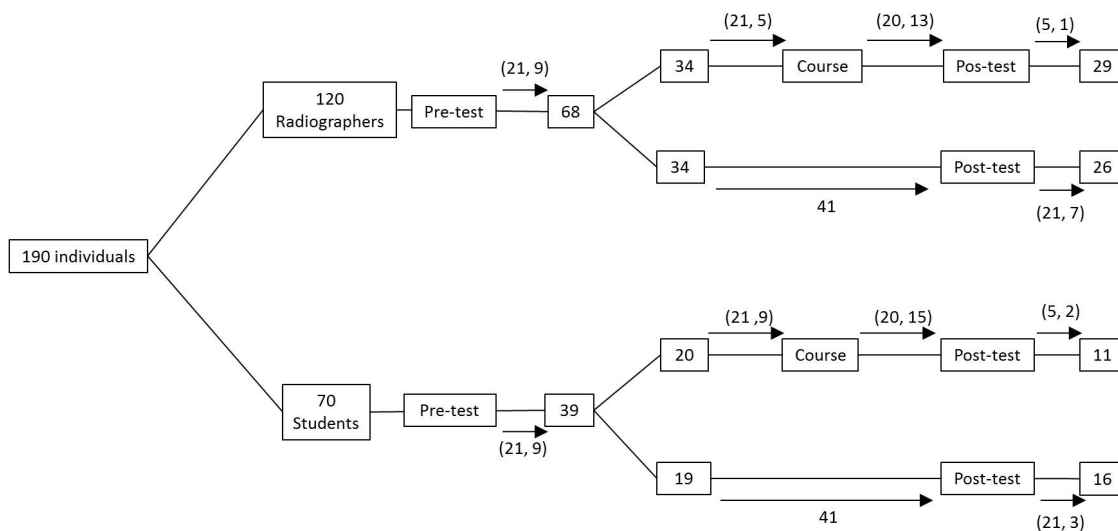 (21, 5)
(20, 13)
(5, 1)
34
Course
Pos-test
29
120
Radiographers
Pre-test
(21, 9)
68
34
Post-test
26
41
(21, 7)
190 individuals
(21 ,9)
(20, 15)
(5, 2)
20
Course
Post-test
11
70
Students
Pre-test
39
(21, 9)
19
Post-test
16
41
(21, 3)